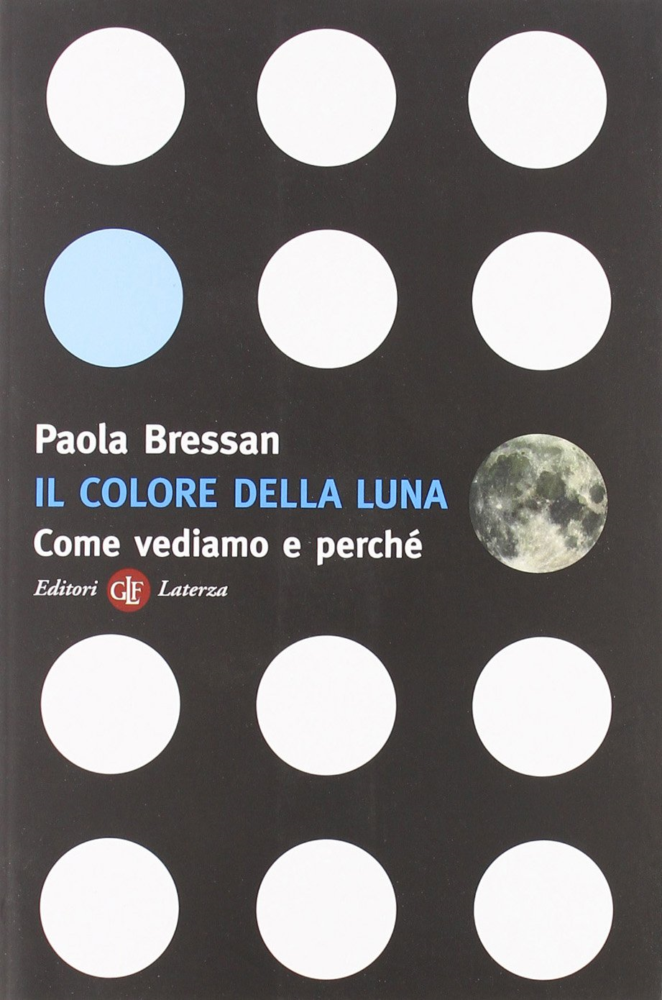 Paola Bressan
IL COLORE DELLA LUNA
Come vediamo e perché
Editori GLF Laterza